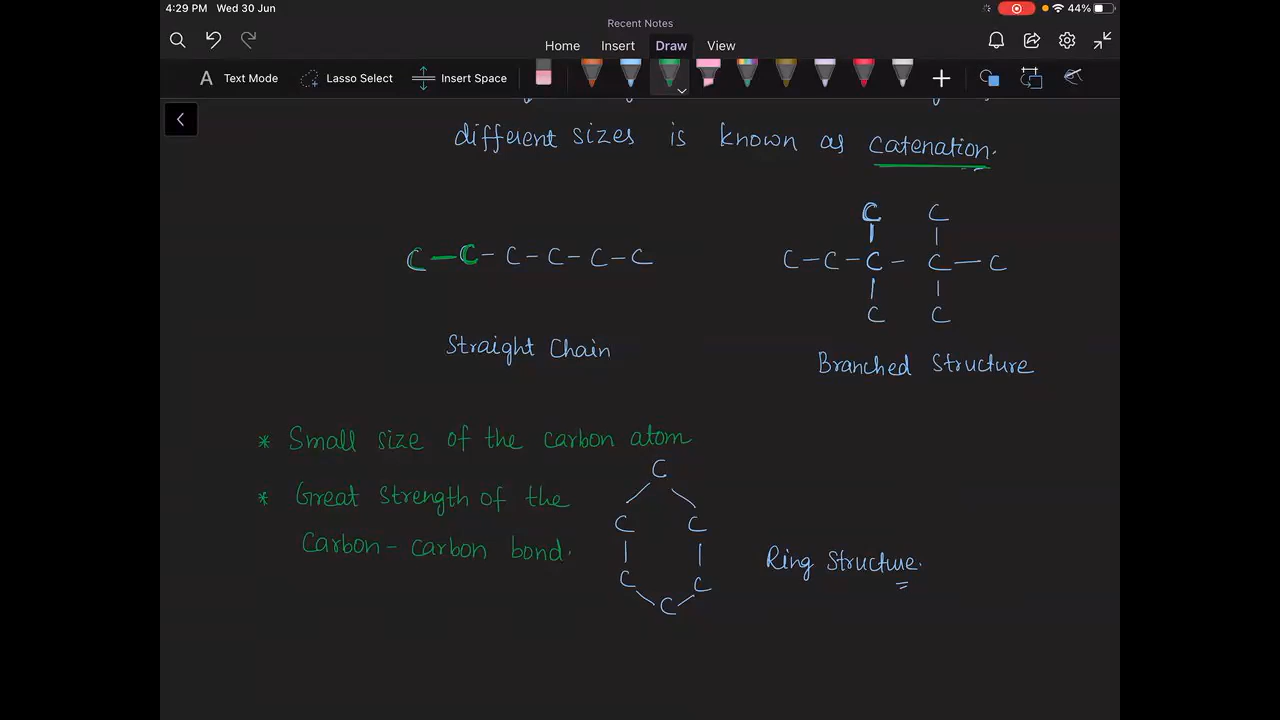 4:29 PM Wed 30 Jun
44%
Recent Notes
Home Insert Draw View
A Text Mode Lasso Select Insert Space
different sizes is known as catenation.
C C
C - C - C - C - C - C
C - C - C - C - C
C C
Straight Chain
Branched Structure
* Small size of the carbon atom
C
* Great strength of the
C C
Carbon - carbon bond.
Ring Structure.
C C
C